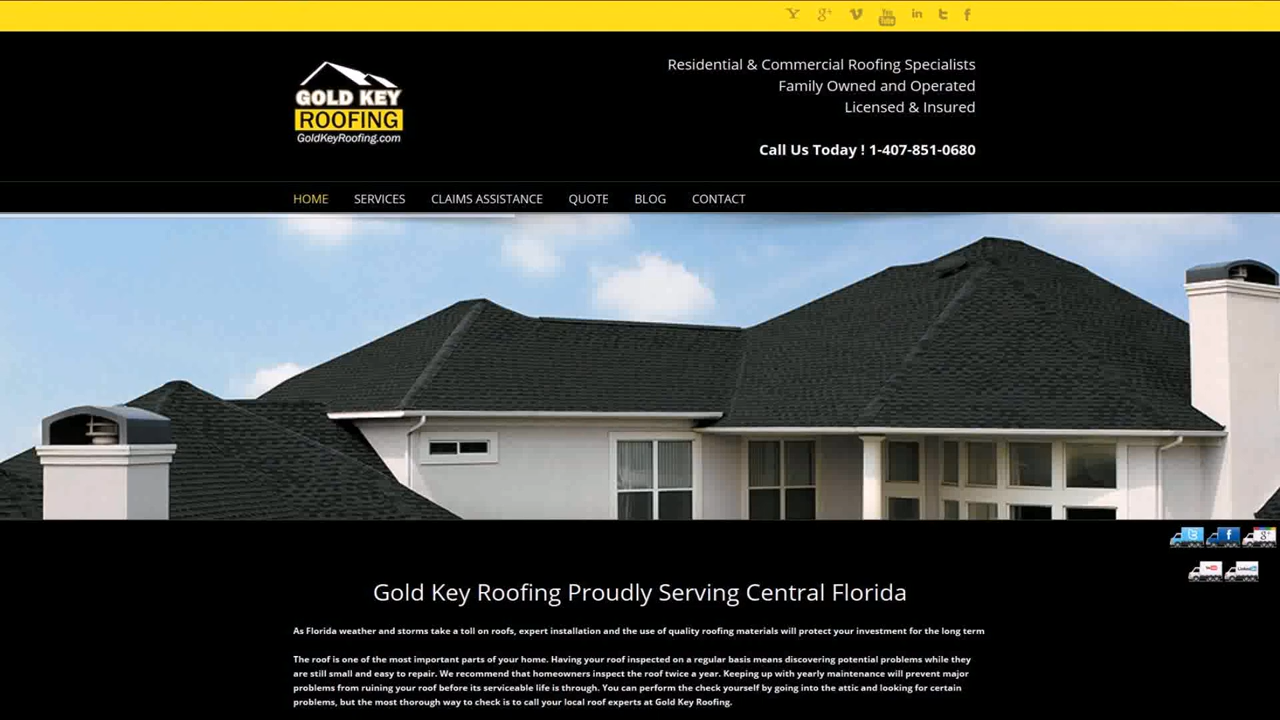 Residential & Commercial Roofing Specialists
Family Owned and Operated
Licensed & Insured
Call Us Today ! 1-407-851-0680
GOLD KEY
ROOFING
GoldKeyRoofing.com
HOME SERVICES CLAIMS ASSISTANCE QUOTE BLOG CONTACT
Gold Key Roofing Proudly Serving Central Florida
As Florida weather and storms take a toll on roofs, expert installation and the use of quality roofing materials will protect your investment for the long term
The roof is one of the most important parts of your home. Having your roof inspected on a regular basis means discovering potential problems while they
are still small and easy to repair. We recommend that homeowners inspect the roof twice a year. Keeping up with yearly maintenance will prevent major
problems from ruining your roof before its serviceable life is through. You can perform the check yourself by going into the attic and looking for certain
problems, but the most thorough way to check is to call your local roof experts at Gold Key Roofing.